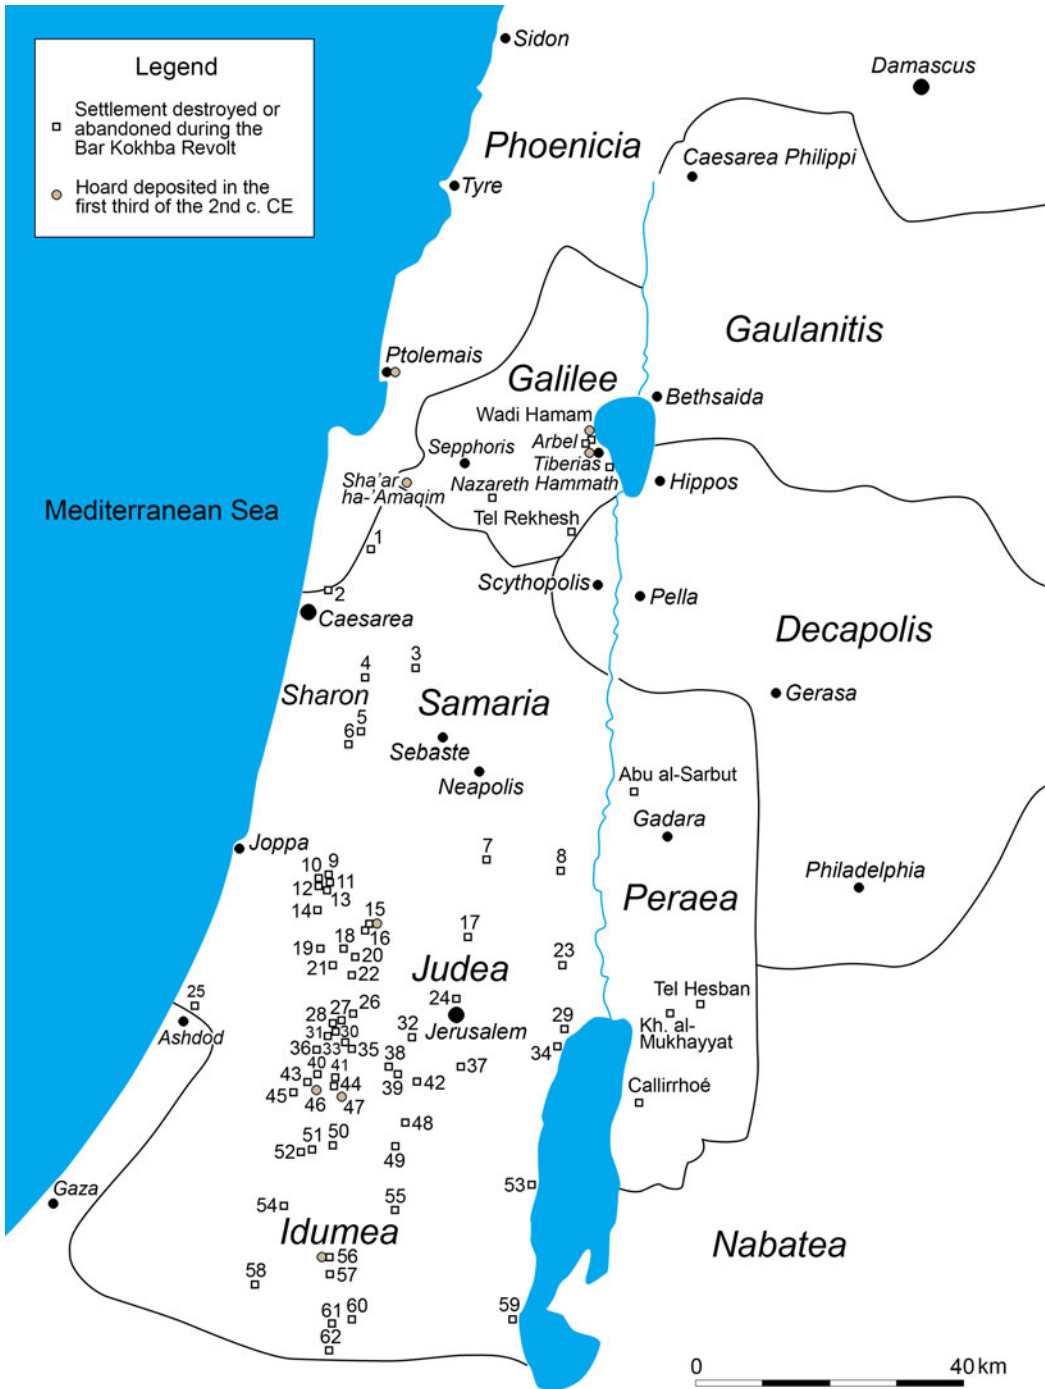 Sidon
Legend
Damascus
Settlement destroyed or
abandoned during the
Bar Kokhba Revolt
Phoenicia
Caesarea Philippi
Tyre
Hoard deposited in the
first third of the 2nd c. CE
Gaulanitis
Ptolemais
Galilee
Bethsaida
Wadi Hamam
Arbel
Sepphoris
Tiberias
Sha'ar
ha-'Amaqim
Nazareth
Hammath
Hippos
Mediterranean Sea
Tel Rekhesh
1
Scythopolis
2
Pella
Caesarea
Decapolis
3
4
Sharon
Samaria
Gerasa
5
6
Sebaste
Neapolis
Abu al-Sarbut
Gadara
Joppa
7
8
9
10
11
12
13
Philadelphia
Peraea
14
15
16
17
18
19
20
21
22
23
Judea
Tel Hesban
24
25
26
27
28
29
Jerusalem
Kh. al-
Mukhayyat
Ashdod
30
31
32
33
34
35
36
37
38
39
40
41
42
43
44
45
46
47
Callirrhoé
48
49
50
51
52
53
Gaza
54
55
Idumea
Nabatea
56
57
58
59
60
61
62
0
40 km